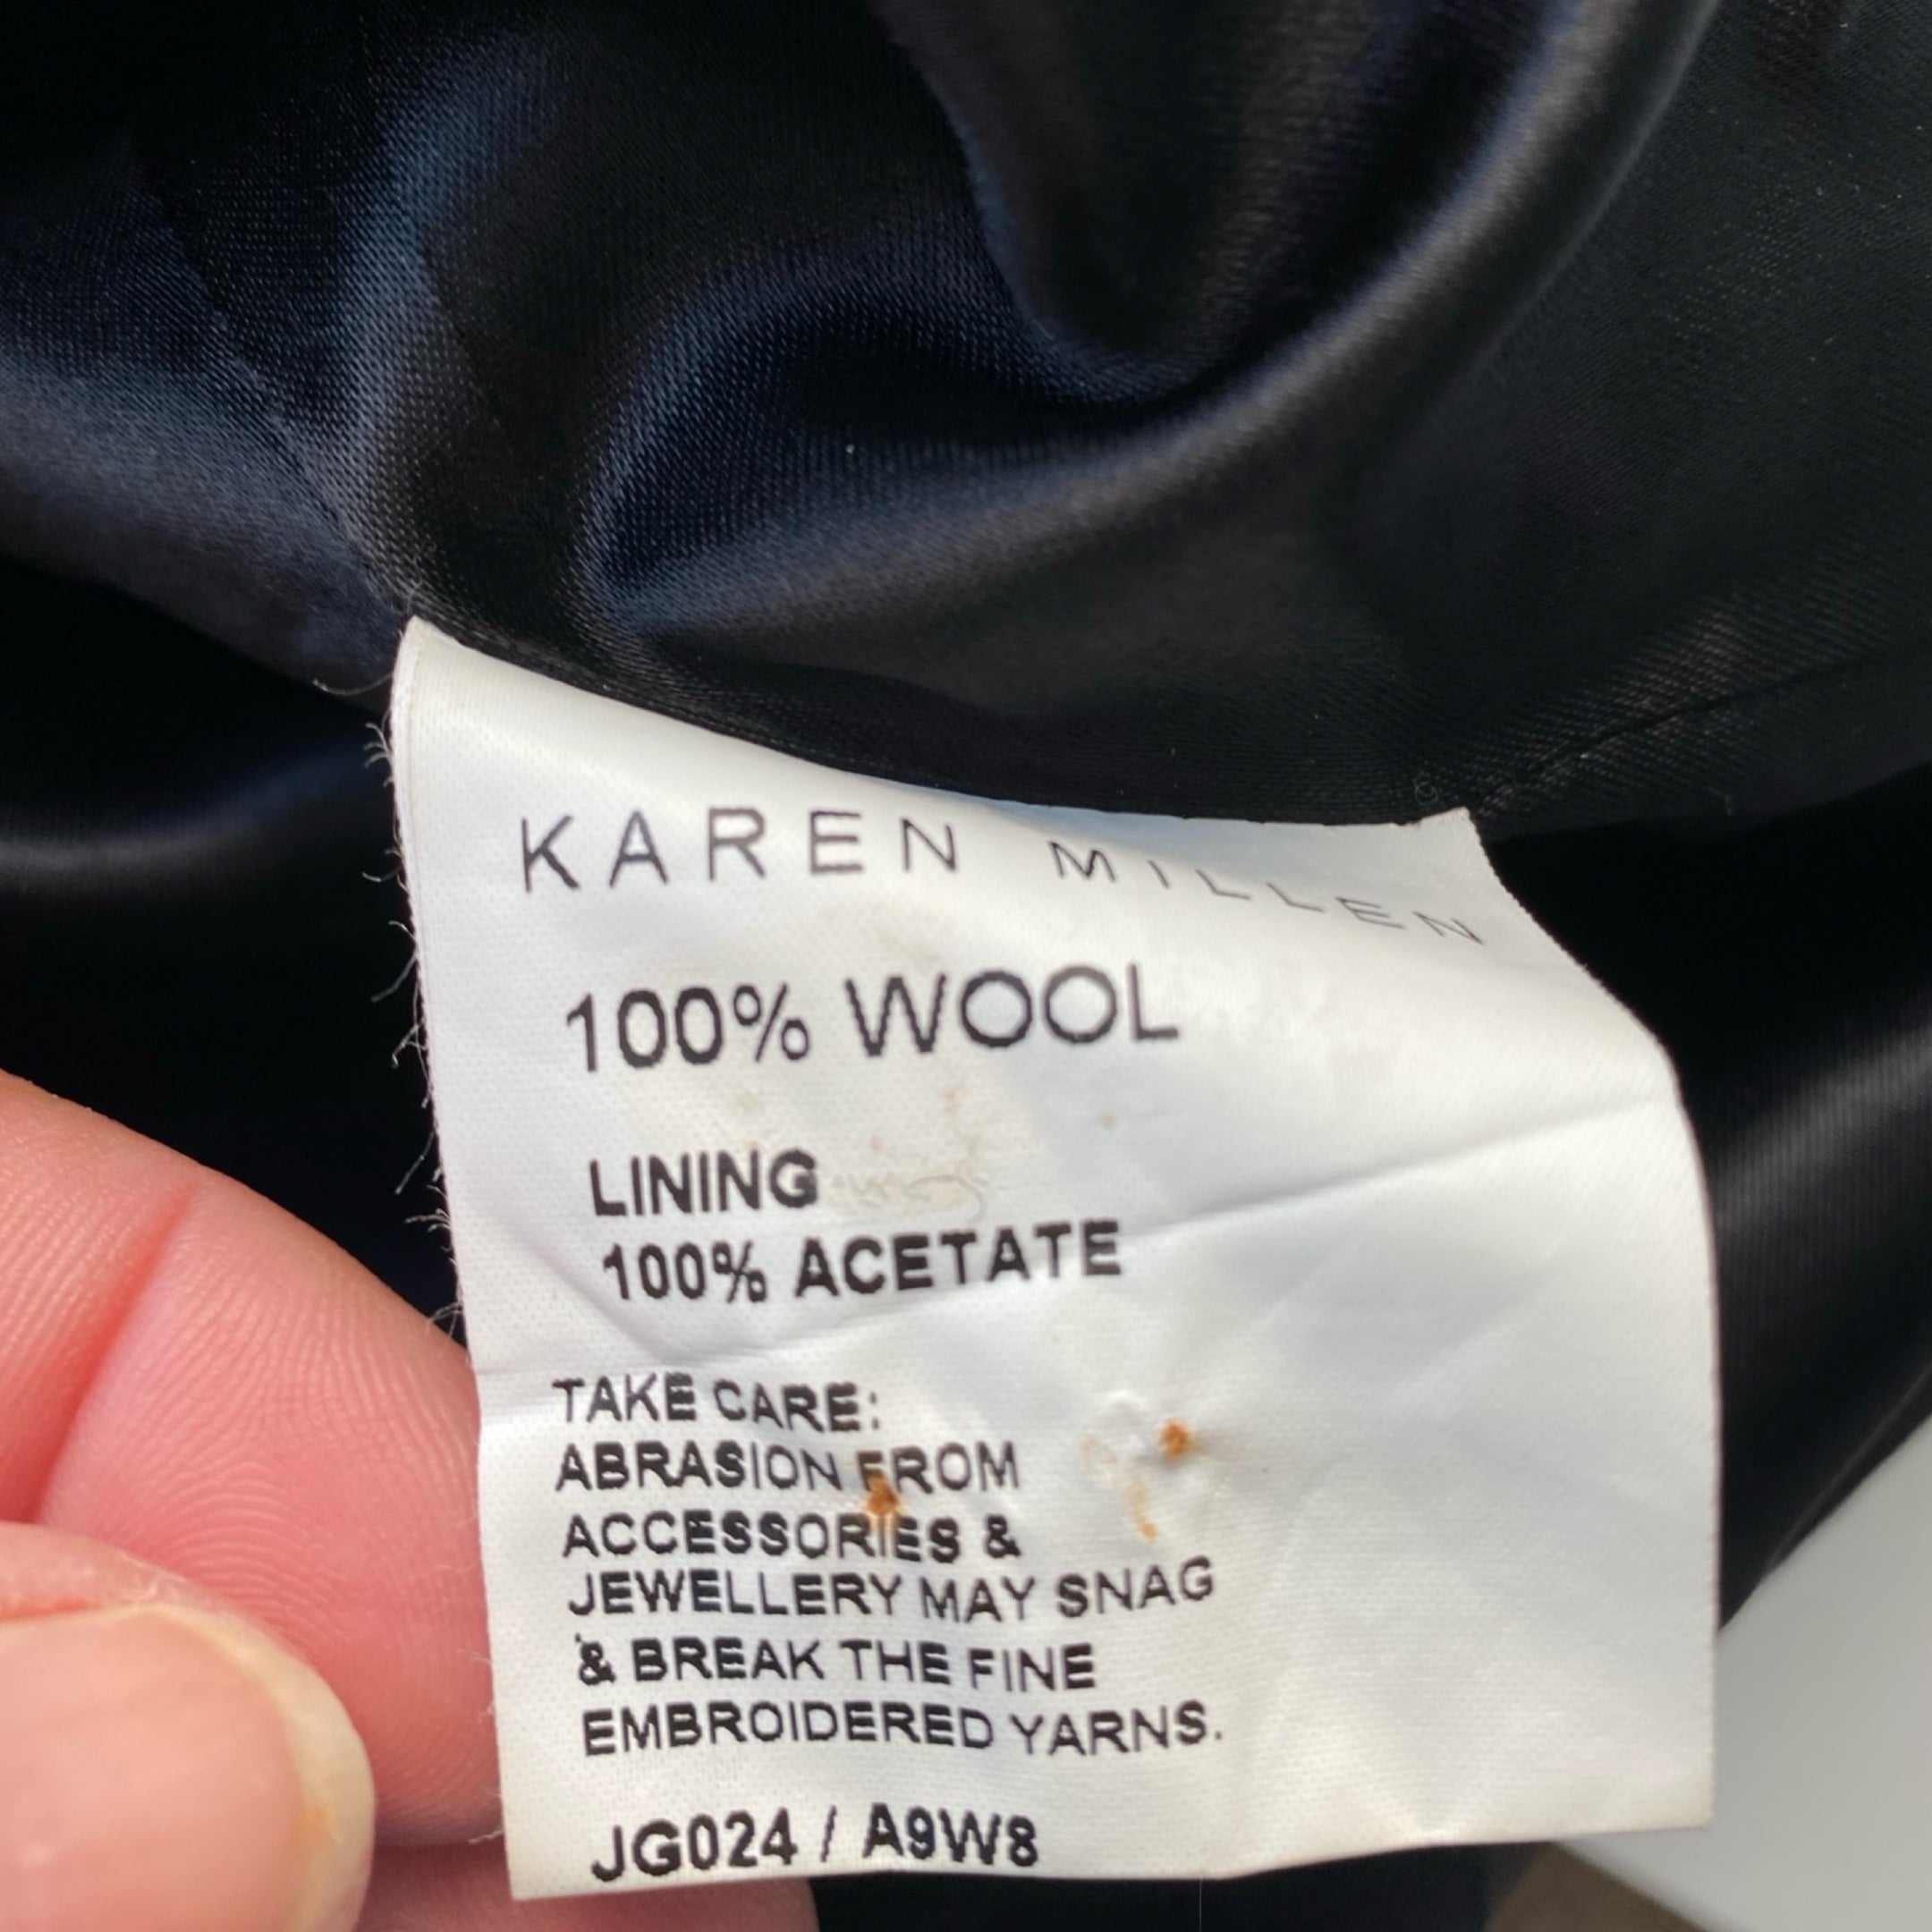 KAREN MILLEN
100% WOOL
LINING
100% ACETATE
TAKE CARE:
ABRASION FROM
ACCESSORIES &
JEWELLERY MAY SNAG
& BREAK THE FINE
EMBROIDERED YARNS.
JG024 / A9W8